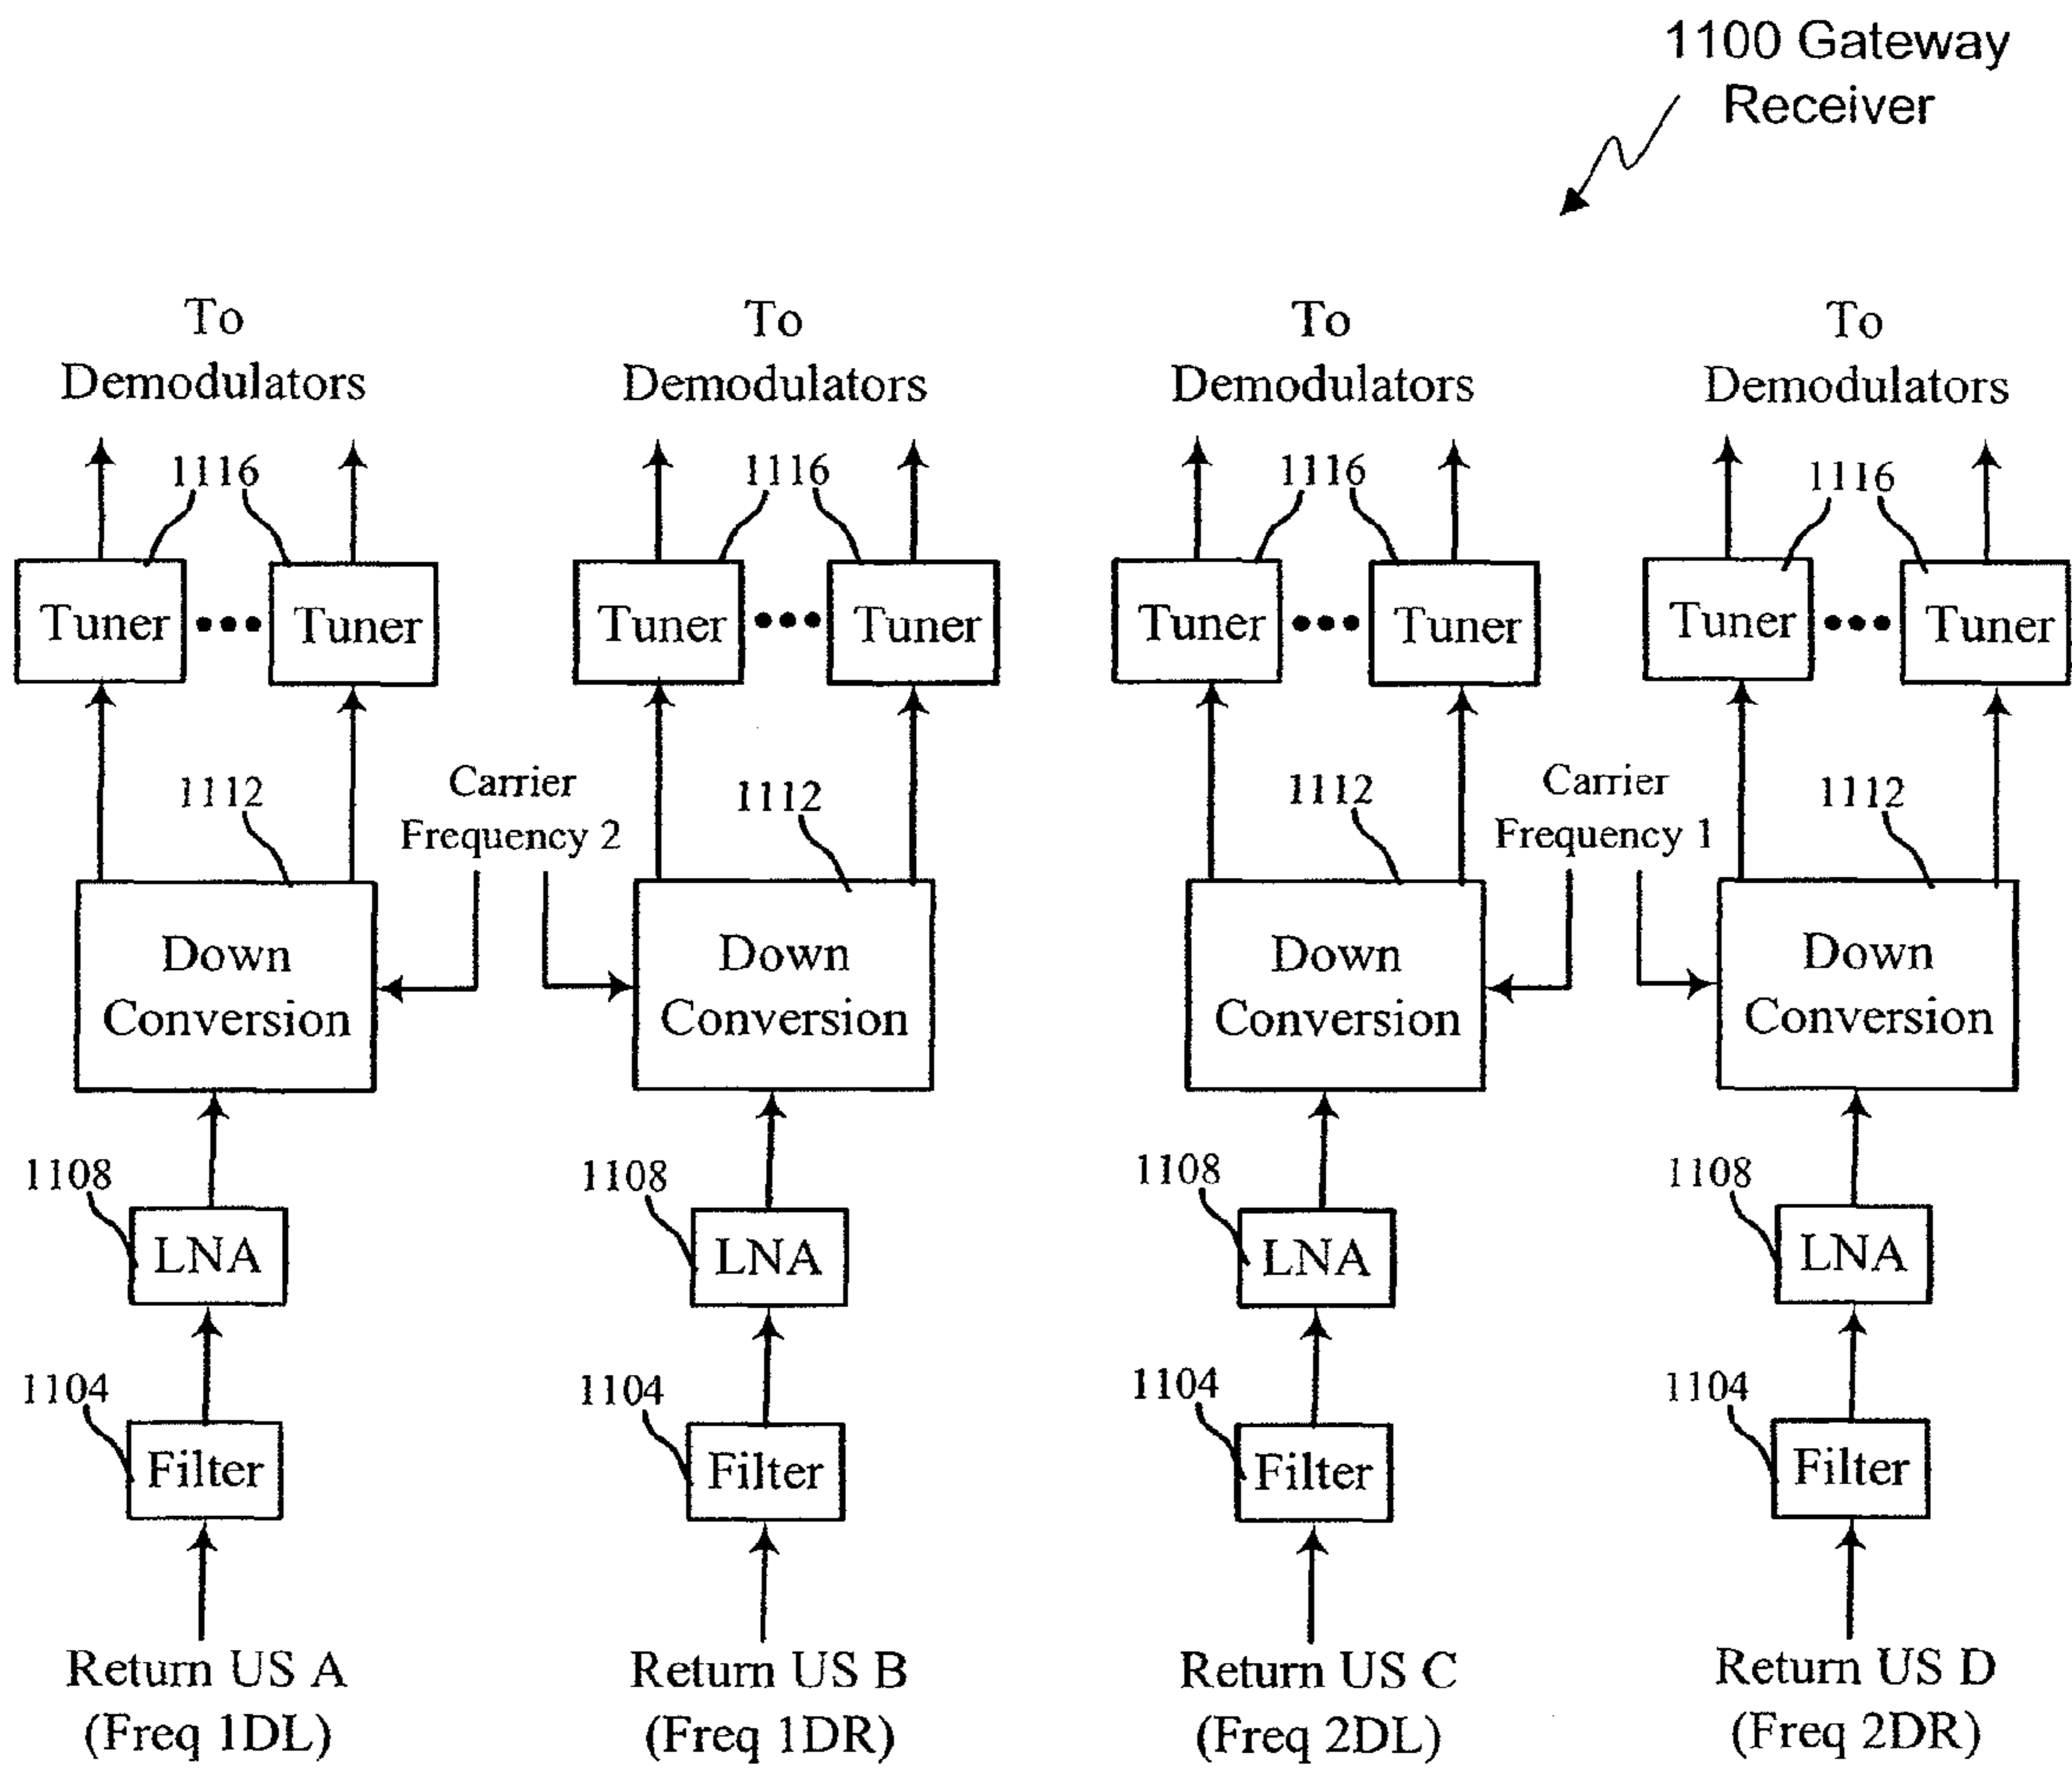 1100 Gateway
Receiver
To
Demodulators
To
Demodulators
To
Demodulators
To
Demodulators
1116
1116
1116
1116
Tuner
Tuner
Tuner
Tuner
Tuner
Tuner
Tuner
Tuner
1112
Carrier
Frequency 2
1112
1112
Carrier
Frequency 1
1112
Down
Conversion
Down
Conversion
Down
Conversion
Down
Conversion
1108
LNA
1108
LNA
1108
LNA
1108
LNA
1104
Filter
1104
Filter
1104
Filter
1104
Filter
Return US A
(Freq 1DL)
Return US B
(Freq 1DR)
Return US C
(Freq 2DL)
Return US D
(Freq 2DR)